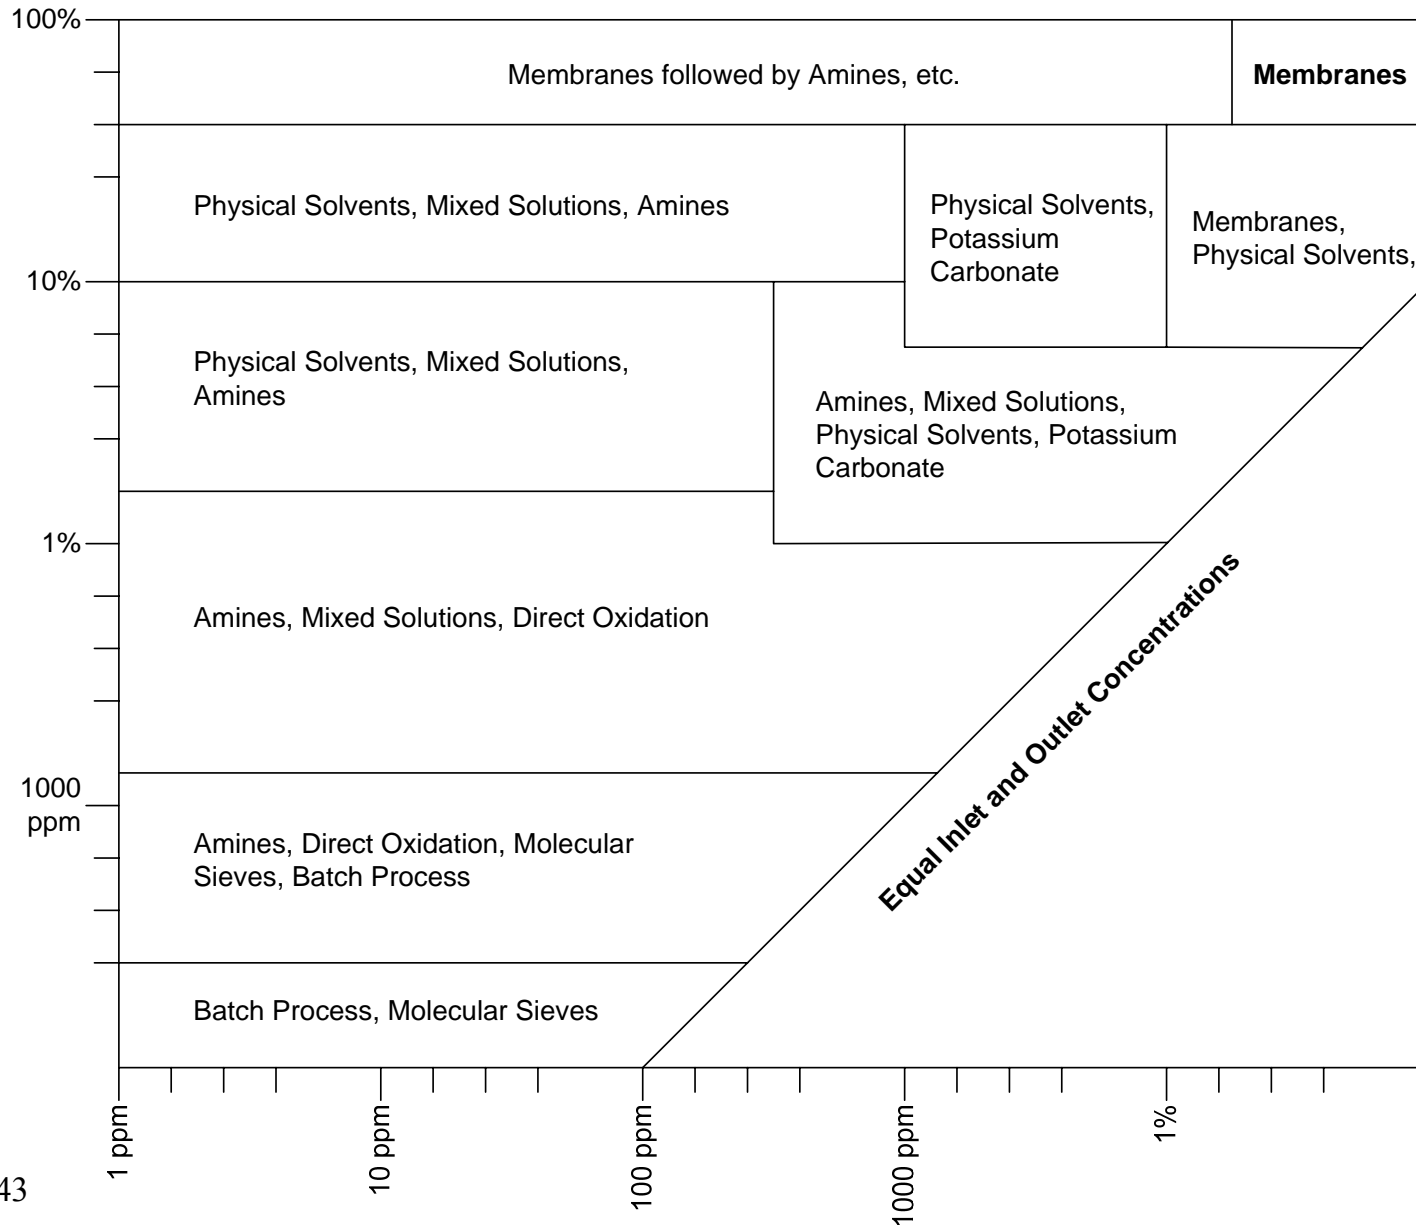 100%
Membranes followed by Amines, etc.
Membranes
Physical Solvents, Mixed Solutions, Amines
Physical Solvents,
Potassium
Carbonate
Membranes,
Physical Solvents,
10%
Physical Solvents, Mixed Solutions,
Amines
Amines, Mixed Solutions,
Physical Solvents, Potassium
Carbonate
1%
Amines, Mixed Solutions, Direct Oxidation
Equal Inlet and Outlet Concentrations
1000
ppm
Amines, Direct Oxidation, Molecular
Sieves, Batch Process
Batch Process, Molecular Sieves
1 ppm
10 ppm
100 ppm
1000 ppm
1%
43